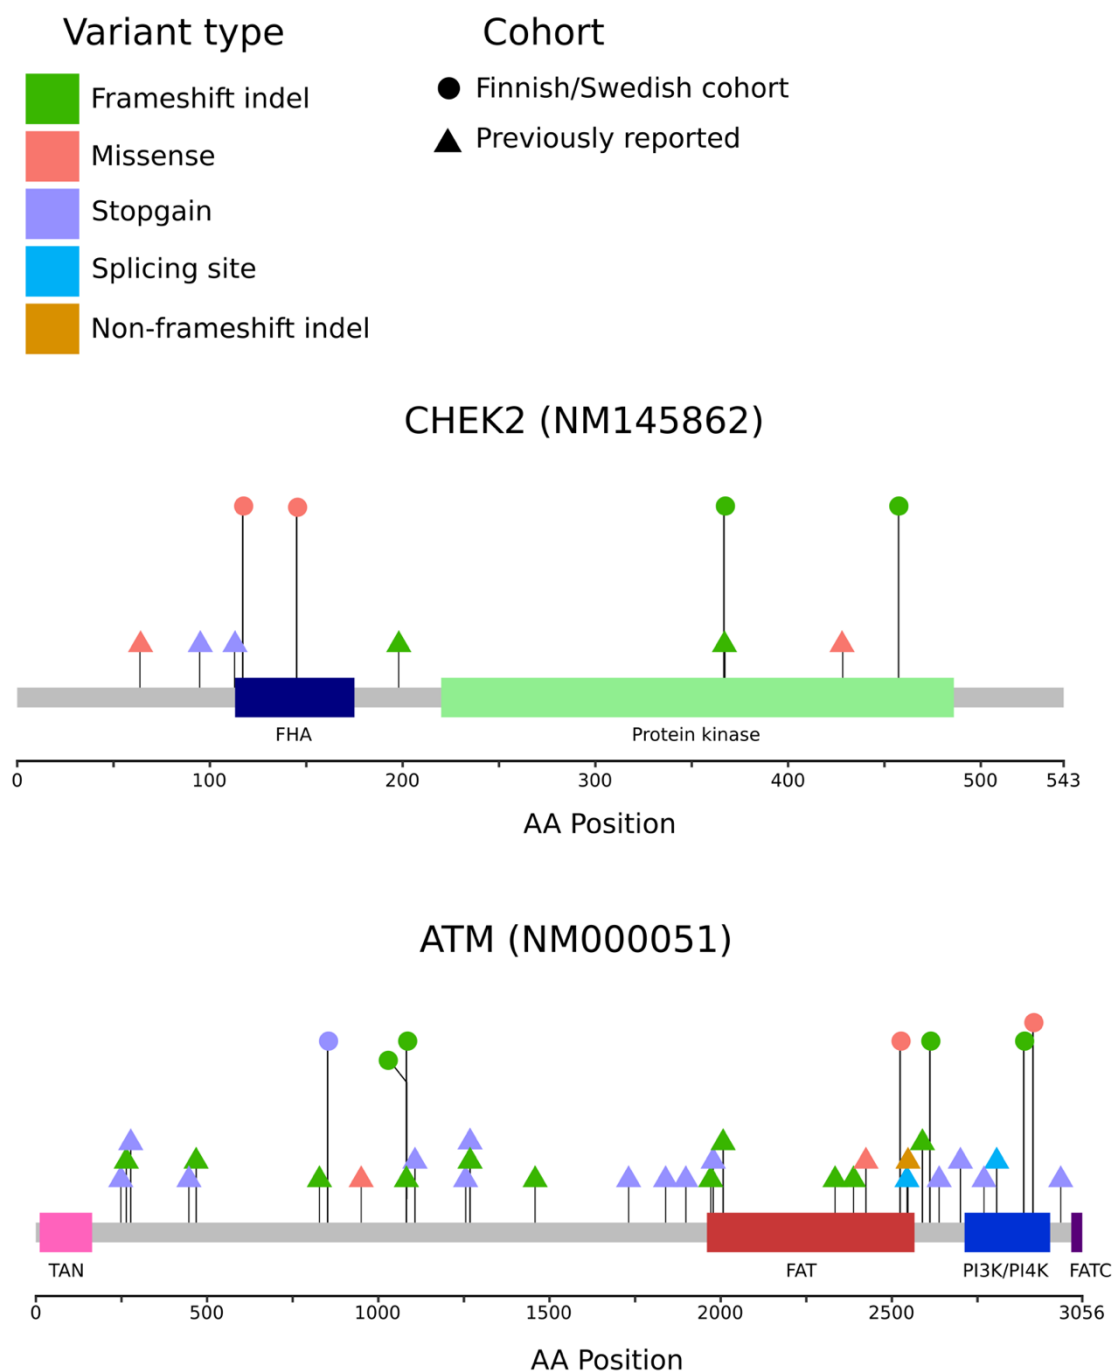 Variant type
Cohort
Frameshift indel
Finnish/Swedish cohort
Missense
Previously reported
Stopgain
Splicing site
Non-frameshift indel
CHEK2 (NM145862)
FHA
Protein kinase
0 100 200 300 400 500 543
AA Position
ATM (NM000051)
TAN FAT PI3K/PI4K FATC
0 500 1000 1500 2000 2500 3056
AA Position